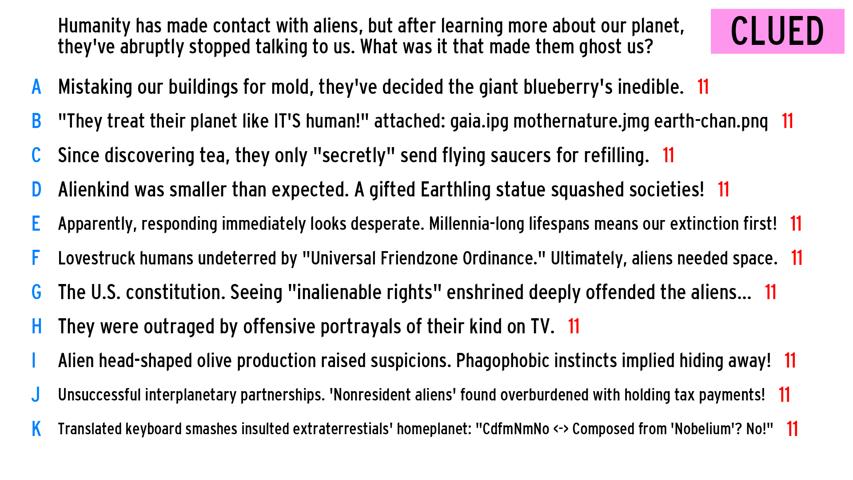 Humanity has made contact with aliens, but after learning more about our planet,
they've abruptly stopped talking to us. What was it that made them ghost us?
CLUED
A Mistaking our buildings for mold, they've decided the giant blueberry's inedible. 11
B "They treat their planet like IT'S human!" attached: gaia.ipg mothernature.jmg earth-chan.pnq 11
C Since discovering tea, they only "secretly" send flying saucers for refilling. 11
D Alienkind was smaller than expected. A gifted Earthling statue squashed societies! 11
E Apparently, responding immediately looks desperate. Millennia-long lifespans means our extinction first! 11
F Lovestruck humans undeterred by "Universal Friendzone Ordinance." Ultimately, aliens needed space. 11
G The U.S. constitution. Seeing "inalienable rights" enshrined deeply offended the aliens... 11
H They were outraged by offensive portrayals of their kind on TV. 11
I Alien head-shaped olive production raised suspicions. Phagophobic instincts implied hiding away! 11
J Unsuccessful interplanetary partnerships. 'Nonresident aliens' found overburdened with holding tax payments! 11
K Translated keyboard smashes insulted extraterrestials' homeplanet: "CdfmNmNo <-> Composed from 'Nobelium'? No!" 11